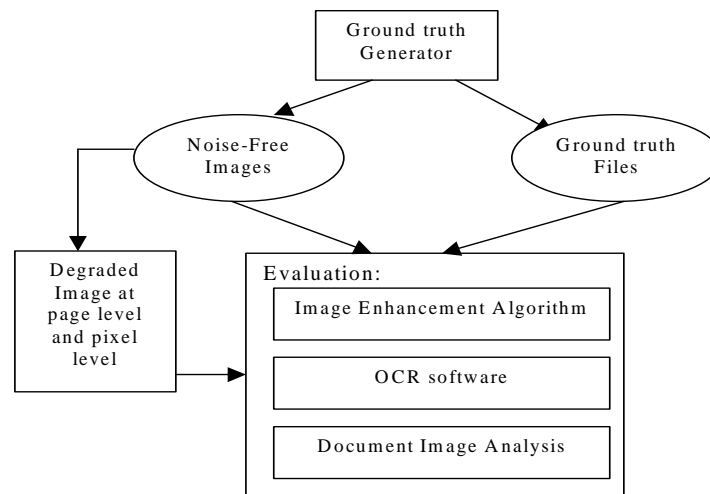 Ground truth
Generator
Noise-Free
Images
Ground truth
Files
Degraded
Image at
page level
and pixel
level
Evaluation:
Image Enhancement Algorithm
OCR software
Document Image Analysis